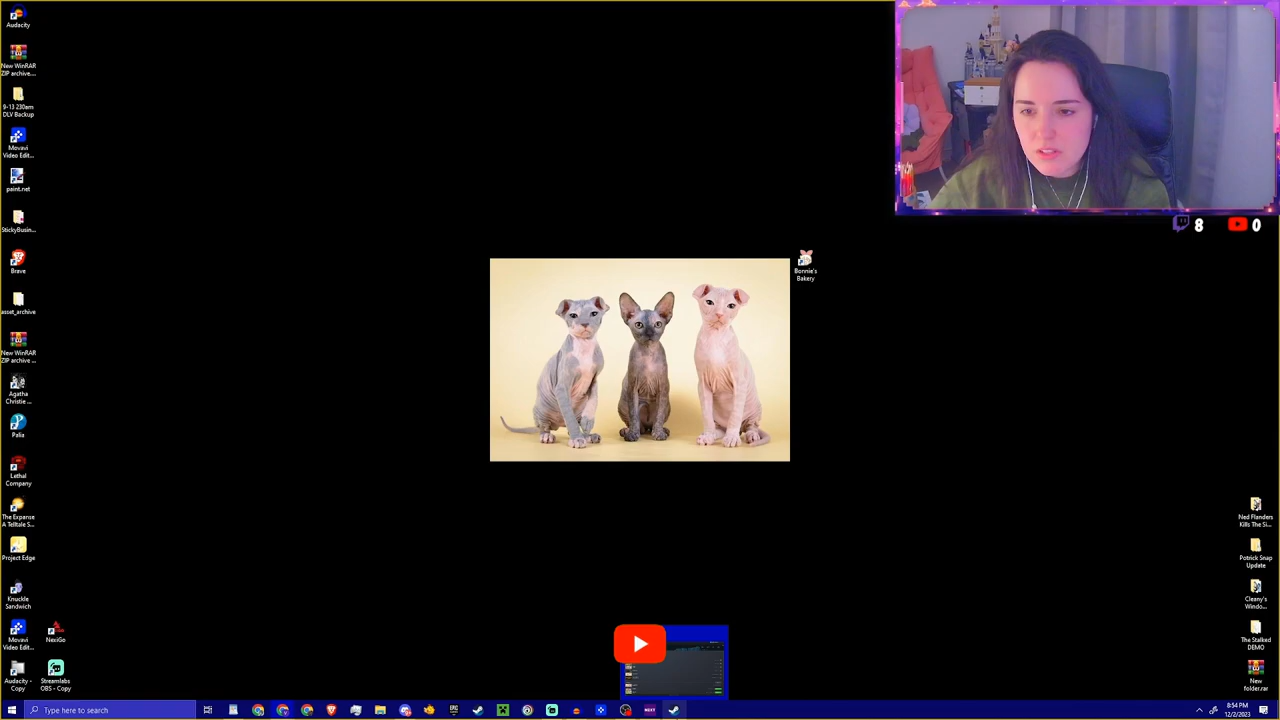 Audacity
New WinRAR
ZIP archive....
9-13 230am
DLV Backup
Movavi
Video Edit...
paint.net
StickyBusin...
Brave
asset_archive
New WinRAR
ZIP archive ...
Agatha
Christie ...
Palia
Lethal
Company
The Expanse
A Telltale S...
Project Edge
Knuckle
Sandwich
Movavi
Video Edit...
NexiGo
Audacity -
Copy
Streamlabs
OBS - Copy
8
0
Bonnie's
Bakery
Ned Flanders
Kills The Si...
Potrick Snap
Update
Cleany's
Windo...
The Stalked
DEMO
New
folder.rar
Type here to search
EPIC
NEXT
8:54 PM
12/2/2023